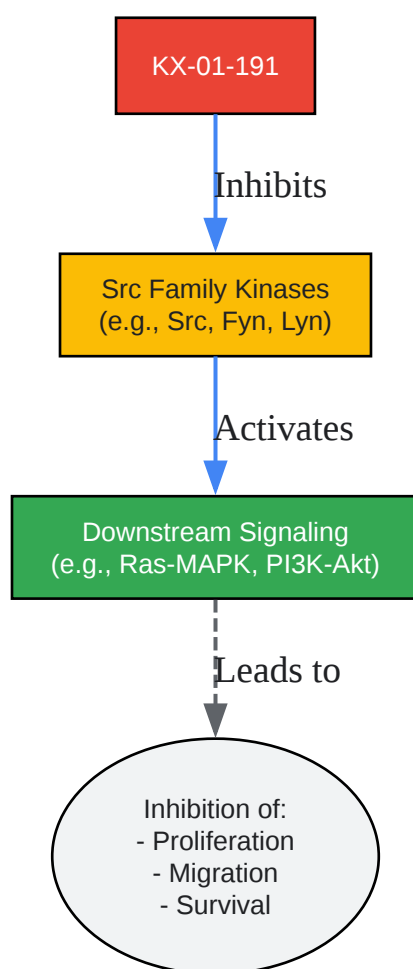 KX-01-191
Inhibits
Src Family Kinases
(e.g., Src, Fyn, Lyn)
Activates
Downstream Signaling
(e.g., Ras-MAPK, PI3K-Akt)
Leads to
Inhibition of:
- Proliferation
- Migration
- Survival